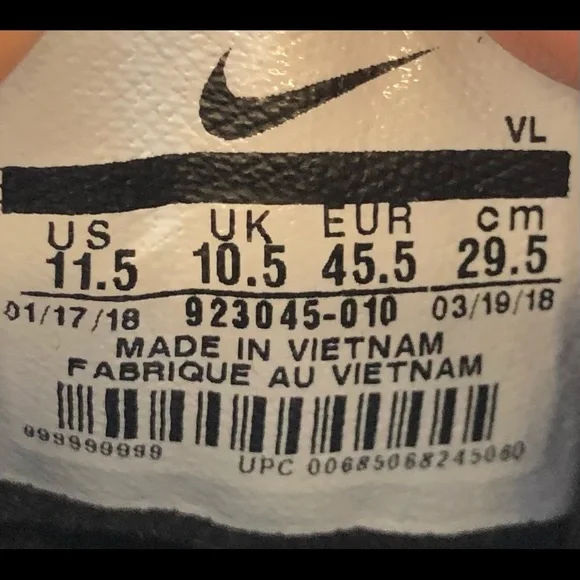 VL
US UK EUR cm
11.5 10.5 45.5 29.5
01/17/18 923045-010 03/19/18
MADE IN VIETNAM
FABRIQUE AU VIETNAM
999999999
UPC 00685068245060